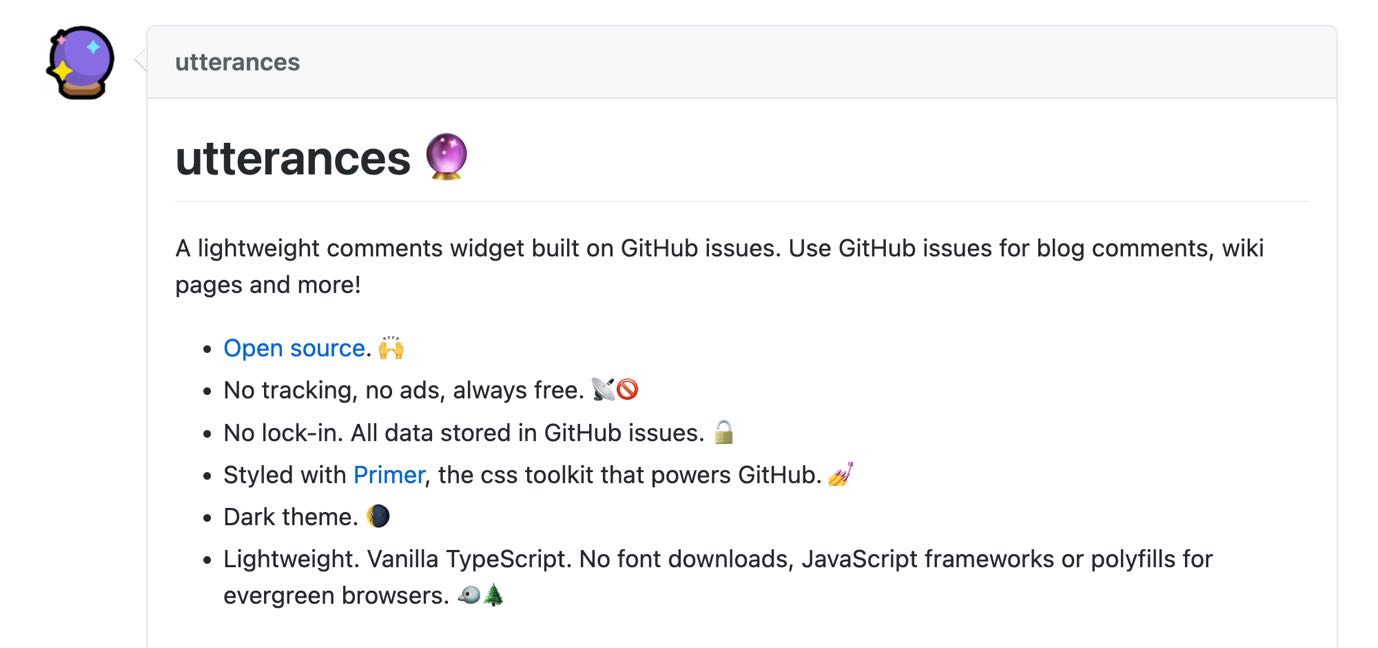 utterances
utterances 🔮
A lightweight comments widget built on GitHub issues. Use GitHub issues for blog comments, wiki
pages and more!
• Open source. 🙌
• No tracking, no ads, always free. 📡🚫
• No lock-in. All data stored in GitHub issues. 🔓
• Styled with Primer, the css toolkit that powers GitHub. 💅
• Dark theme. 🌘
• Lightweight. Vanilla TypeScript. No font downloads, JavaScript frameworks or polyfills for
evergreen browsers. 🐦🌲